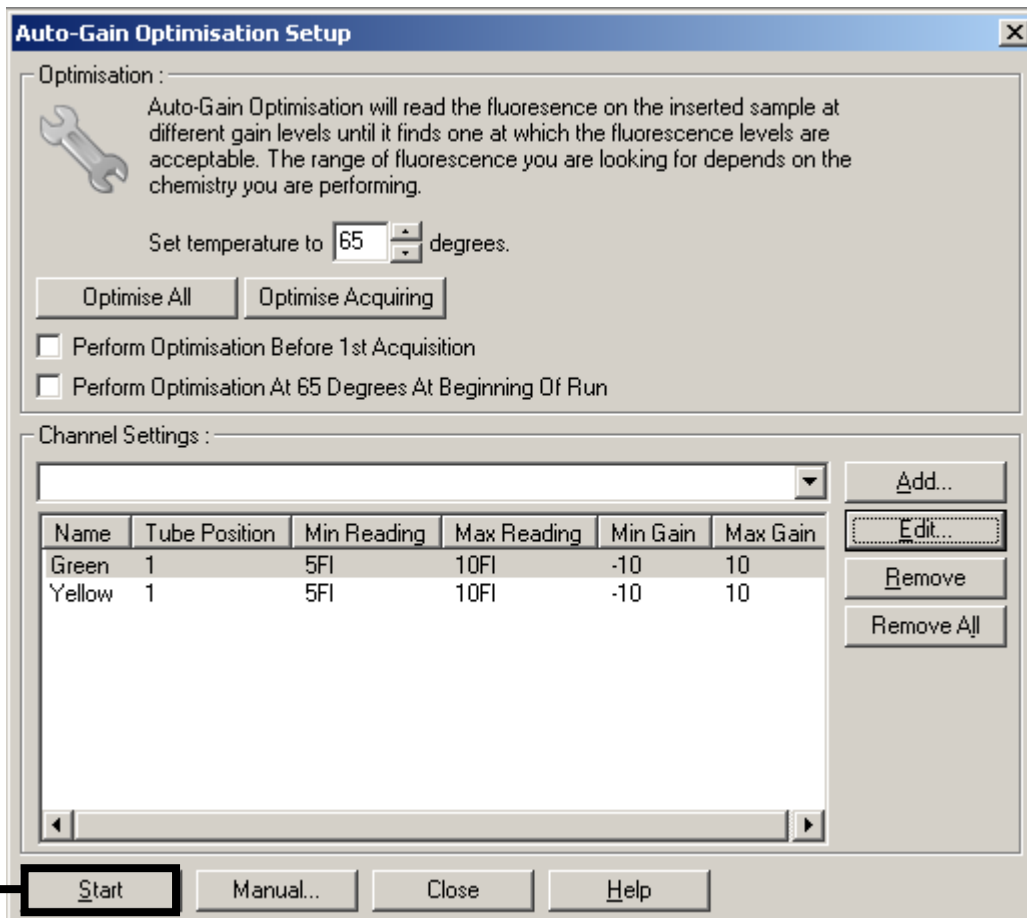 Auto-Gain Optimisation Setup
Optimisation :
Auto-Gain Optimisation will read the fluoresence on the inserted sample at
different gain levels until it finds one at which the fluorescence levels are
acceptable. The range of fluorescence you are looking for depends on the
chemistry you are performing.
Set temperature to 65 degrees.
Optimise All Optimise Acquiring
Perform Optimisation Before 1st Acquisition
Perform Optimisation At 65 Degrees At Beginning Of Run
Channel Settings :
Add...
Name Tube Position Min Reading Max Reading Min Gain Max Gain
Edit...
Green 1 5Fl 10Fl -10 10
Remove
Yellow 1 5Fl 10Fl -10 10
Remove All
Start Manual... Close Help